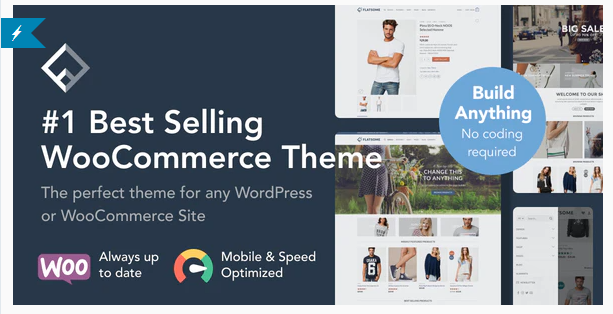 #1 Best Selling
WooCommerce Theme
The perfect theme for any WordPress
or WooCommerce Site
WOO
Always up
to date
Mobile & Speed
Optimized
Build
Anything
No coding
required
FLATSOME
BIG SALE
WELCOME TO OUR
CHANGE THIS
TO ANYTHING